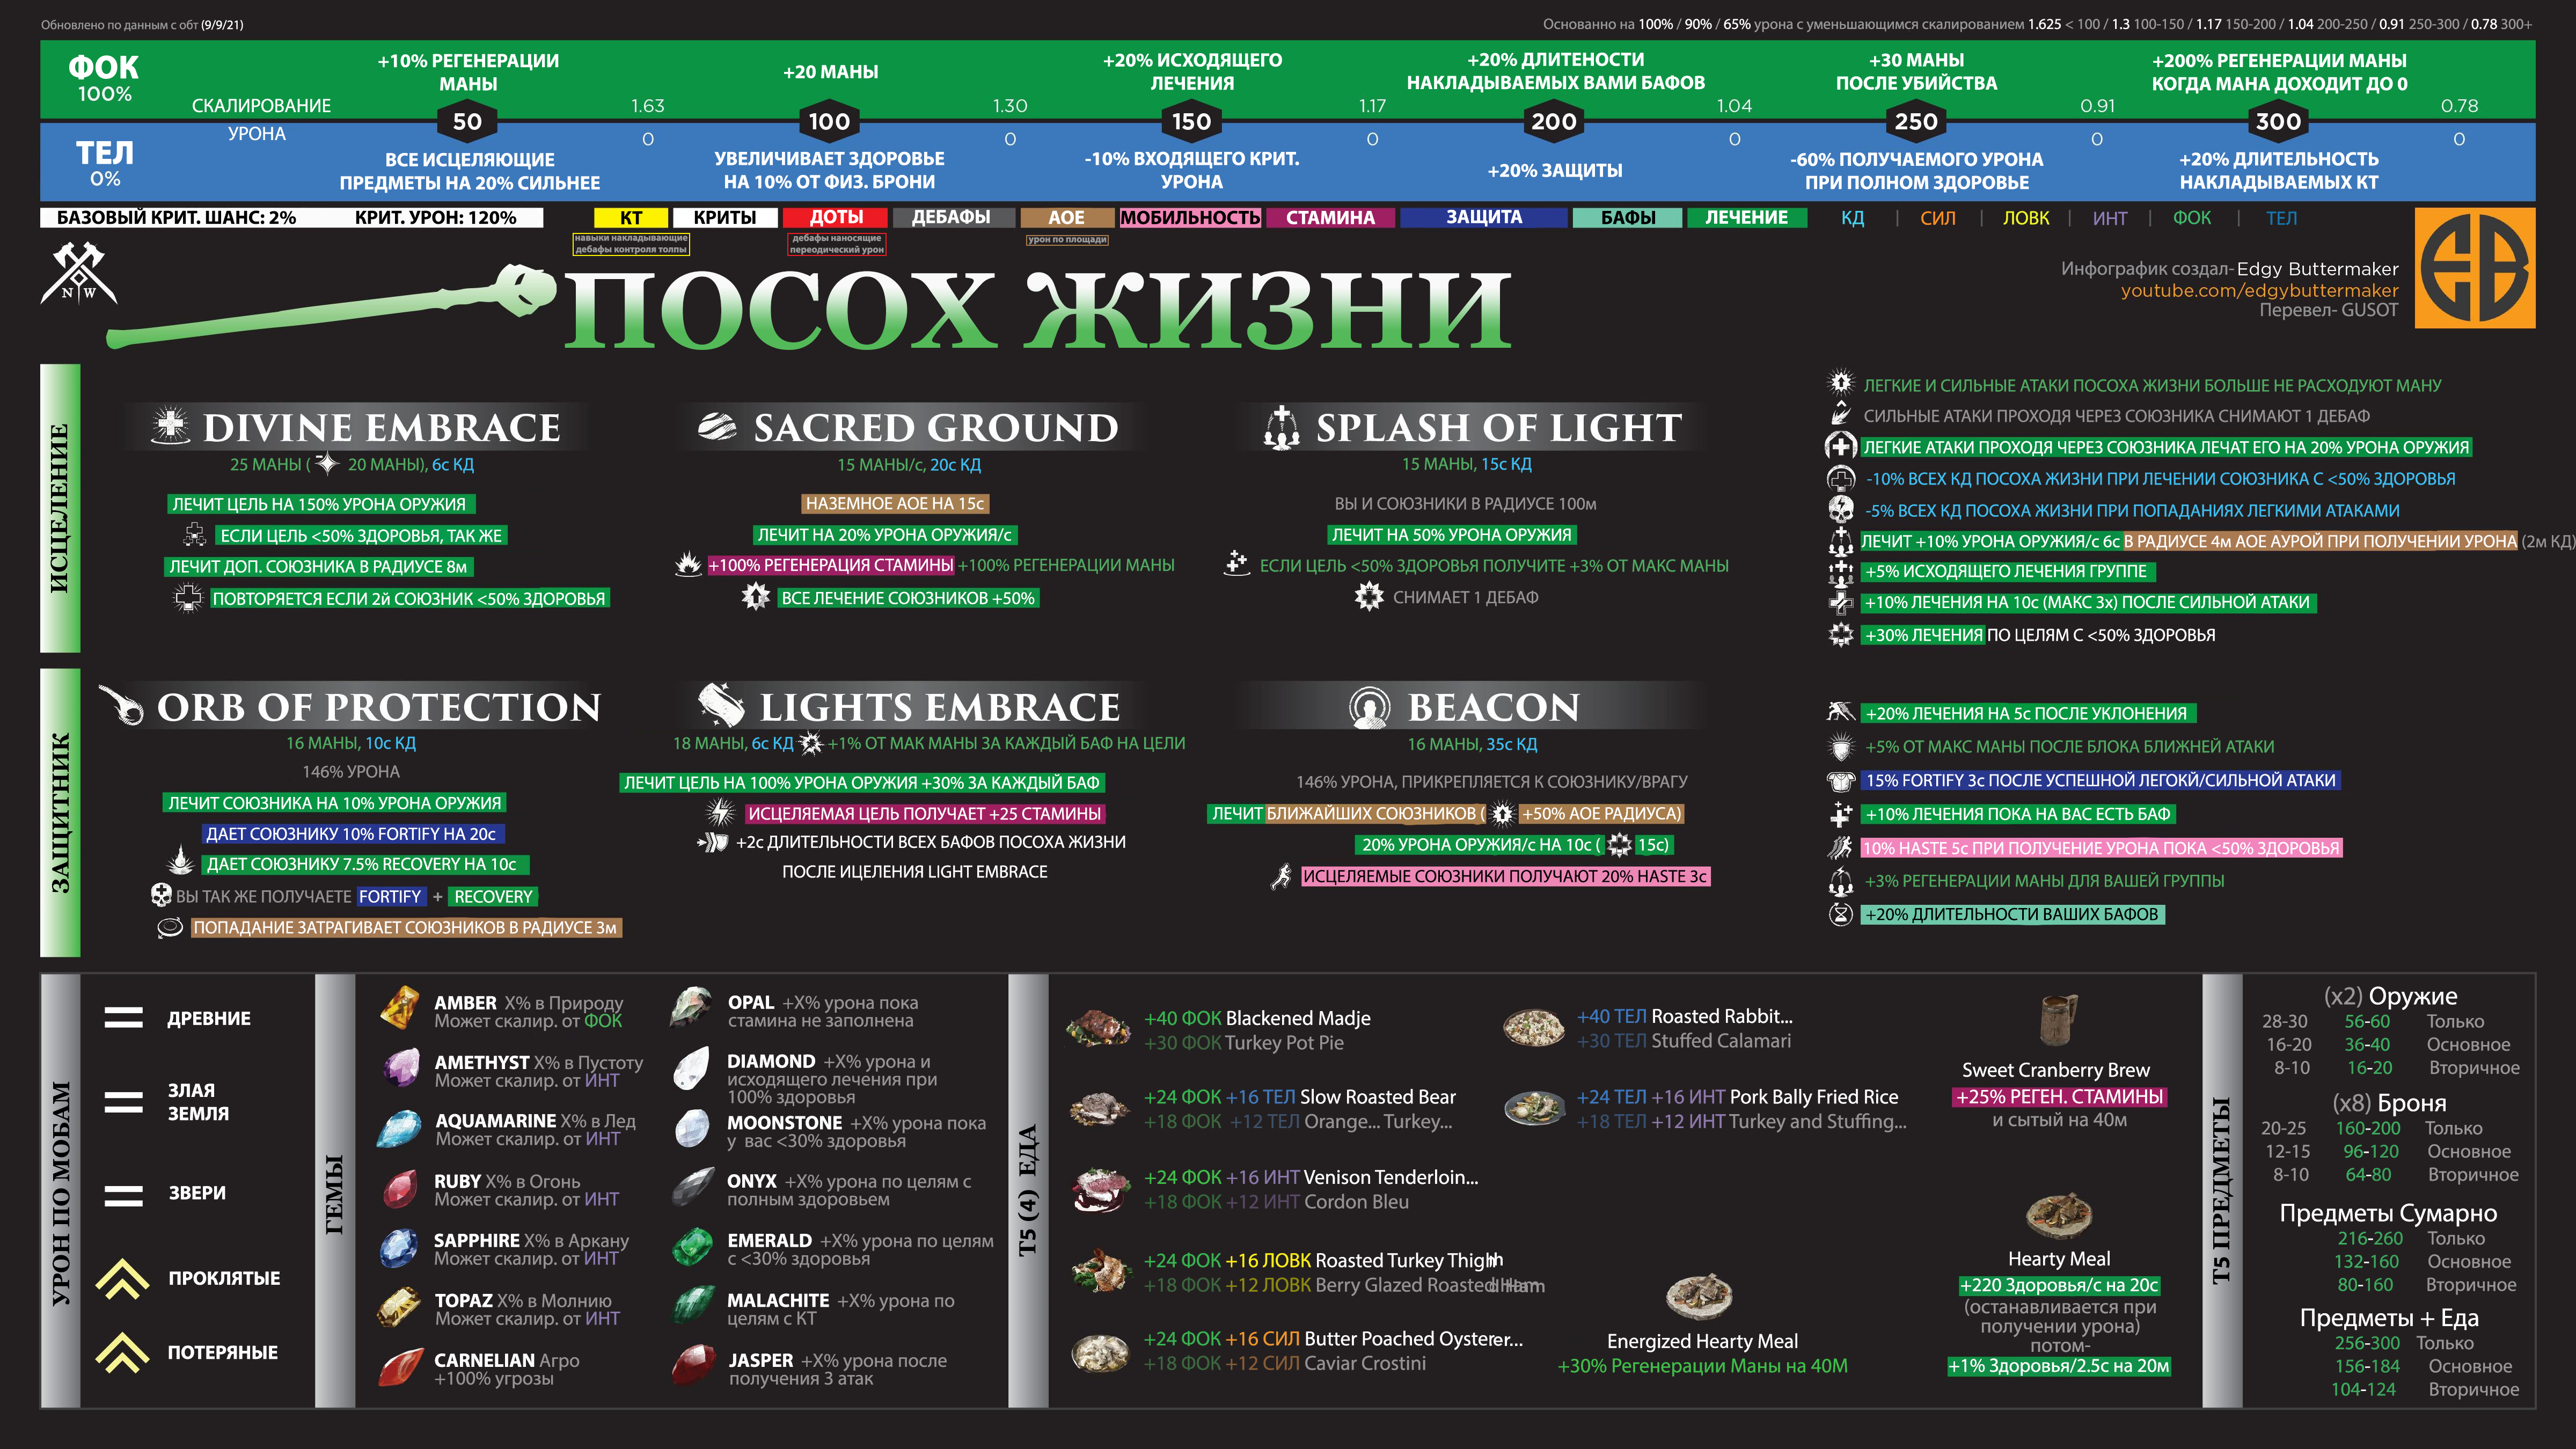 Обновлено по данным с обт (9/9/21)
Основанно на 100% / 90% / 65% урона с уменьшающимся скалированием 1.625 < 100 / 1.3 100-150 / 1.17 150-200 / 1.04 200-250 / 0.91 250-300 / 0.78 300+
ФОК
100%
+10% РЕГЕНЕРАЦИИ
МАНЫ
+20 МАНЫ
+20% ИСХОДЯЩЕГО
ЛЕЧЕНИЯ
+20% ДЛИТЕНОСТИ
НАКЛАДЫВАЕМЫХ ВАМИ БАФОВ
+30 МАНЫ
ПОСЛЕ УБИЙСТВА
+200% РЕГЕНЕРАЦИИ МАНЫ
КОГДА МАНА ДОХОДИТ ДО 0
СКАЛИРОВАНИЕ
УРОНА
50 1.63 100 1.30 150 1.17 200 1.04 250 0.91 300 0.78
0 0 0 0 0 0
ТЕЛ
0%
ВСЕ ИСЦЕЛЯЮЩИЕ
ПРЕДМЕТЫ НА 20% СИЛЬНЕЕ
УВЕЛИЧИВАЕТ ЗДОРОВЬЕ
НА 10% ОТ ФИЗ. БРОНИ
-10% ВХОДЯЩЕГО КРИТ.
УРОНА
+20% ЗАЩИТЫ
-60% ПОЛУЧАЕМОГО УРОНА
ПРИ ПОЛНОМ ЗДОРОВЬЕ
+20% ДЛИТЕЛЬНОСТЬ
НАКЛАДЫВАЕМЫХ КТ
БАЗОВЫЙ КРИТ. ШАНС: 2% КРИТ. УРОН: 120%
КТ КРИТЫ ДОТЫ ДЕБАФЫ АОЕ МОБИЛЬНОСТЬ СТАМИНА ЗАЩИТА БАФЫ ЛЕЧЕНИЕ КД | СИЛ | ЛОВК | ИНТ | ФОК | ТЕЛ
навыки накладывающие
дебафы контроля толпы
дебафы наносящие
переодический урон
урон по площади
N W
ПОСОХ ЖИЗНИ
Инфографик создал- Edgy Buttermaker
youtube.com/edgybuttermaker
Перевел- GUSOT
ИСЦЕЛЕНИЕ
DIVINE EMBRACE
25 МАНЫ ( 20 МАНЫ), 6с КД
ЛЕЧИТ ЦЕЛЬ НА 150% УРОНА ОРУЖИЯ
ЕСЛИ ЦЕЛЬ <50% ЗДОРОВЬЯ, ТАК ЖЕ
ЛЕЧИТ ДОП. СОЮЗНИКА В РАДИУСЕ 8м
ПОВТОРЯЕТСЯ ЕСЛИ 2й СОЮЗНИК <50% ЗДОРОВЬЯ
SACRED GROUND
15 МАНЫ/с, 20с КД
НАЗЕМНОЕ АОЕ НА 15с
ЛЕЧИТ НА 20% УРОНА ОРУЖИЯ/с
+100% РЕГЕНЕРАЦИЯ СТАМИНЫ +100% РЕГЕНЕРАЦИИ МАНЫ
ВСЕ ЛЕЧЕНИЕ СОЮЗНИКОВ +50%
SPLASH OF LIGHT
15 МАНЫ, 15с КД
ВЫ И СОЮЗНИКИ В РАДИУСЕ 100м
ЛЕЧИТ НА 50% УРОНА ОРУЖИЯ
ЕСЛИ ЦЕЛЬ <50% ЗДОРОВЬЯ ПОЛУЧИТЕ +3% ОТ МАКС МАНЫ
СНИМАЕТ 1 ДЕБАФ
ЛЕГКИЕ И СИЛЬНЫЕ АТАКИ ПОСОХА ЖИЗНИ БОЛЬШЕ НЕ РАСХОДУЮТ МАНУ
СИЛЬНЫЕ АТАКИ ПРОХОДЯ ЧЕРЕЗ СОЮЗНИКА СНИМАЮТ 1 ДЕБАФ
ЛЕГКИЕ АТАКИ ПРОХОДЯ ЧЕРЕЗ СОЮЗНИКА ЛЕЧАТ ЕГО НА 20% УРОНА ОРУЖИЯ
-10% ВСЕХ КД ПОСОХА ЖИЗНИ ПРИ ЛЕЧЕНИИ СОЮЗНИКА С <50% ЗДОРОВЬЯ
-5% ВСЕХ КД ПОСОХА ЖИЗНИ ПРИ ПОПАДАНИЯХ ЛЕГКИМИ АТАКАМИ
ЛЕЧИТ +10% УРОНА ОРУЖИЯ/с 6с В РАДИУСЕ 4м АОЕ АУРОЙ ПРИ ПОЛУЧЕНИИ УРОНА (2м КД)
+5% ИСХОДЯЩЕГО ЛЕЧЕНИЯ ГРУППЕ
+10% ЛЕЧЕНИЯ НА 10с (МАКС 3х) ПОСЛЕ СИЛЬНОЙ АТАКИ
+30% ЛЕЧЕНИЯ ПО ЦЕЛЯМ С <50% ЗДОРОВЬЯ
ЗАЩИТНИК
ORB OF PROTECTION
16 МАНЫ, 10с КД
146% УРОНА
ЛЕЧИТ СОЮЗНИКА НА 10% УРОНА ОРУЖИЯ
ДАЕТ СОЮЗНИКУ 10% FORTIFY НА 20с
ДАЕТ СОЮЗНИКУ 7.5% RECOVERY НА 10с
ВЫ ТАК ЖЕ ПОЛУЧАЕТЕ FORTIFY + RECOVERY
ПОПАДАНИЕ ЗАТРАГИВАЕТ СОЮЗНИКОВ В РАДИУСЕ 3м
LIGHTS EMBRACE
18 МАНЫ, 6с КД +1% ОТ МАК МАНЫ ЗА КАЖДЫЙ БАФ НА ЦЕЛИ
ЛЕЧИТ ЦЕЛЬ НА 100% УРОНА ОРУЖИЯ +30% ЗА КАЖДЫЙ БАФ
ИСЦЕЛЯЕМАЯ ЦЕЛЬ ПОЛУЧАЕТ +25 СТАМИНЫ
+2с ДЛИТЕЛЬНОСТИ ВСЕХ БАФОВ ПОСОХА ЖИЗНИ
ПОСЛЕ ИЦЕЛЕНИЯ LIGHT EMBRACE
BEACON
16 МАНЫ, 35с КД
146% УРОНА, ПРИКРЕПЛЯЕТСЯ К СОЮЗНИКУ/ВРАГУ
ЛЕЧИТ БЛИЖАЙШИХ СОЮЗНИКОВ ( +50% АОЕ РАДИУСА)
20% УРОНА ОРУЖИЯ/с НА 10с ( 15с)
ИСЦЕЛЯЕМЫЕ СОЮЗНИКИ ПОЛУЧАЮТ 20% HASTE 3с
+20% ЛЕЧЕНИЯ НА 5с ПОСЛЕ УКЛОНЕНИЯ
+5% ОТ МАКС МАНЫ ПОСЛЕ БЛОКА БЛИЖНЕЙ АТАКИ
15% FORTIFY 3с ПОСЛЕ УСПЕШНОЙ ЛЕГОКЙ/СИЛЬНОЙ АТАКИ
+10% ЛЕЧЕНИЯ ПОКА НА ВАС ЕСТЬ БАФ
10% HASTE 5с ПРИ ПОЛУЧЕНИЕ УРОНА ПОКА <50% ЗДОРОВЬЯ
+3% РЕГЕНЕРАЦИИ МАНЫ ДЛЯ ВАШЕЙ ГРУППЫ
+20% ДЛИТЕЛЬНОСТИ ВАШИХ БАФОВ
УРОН ПО МОБАМ
ДРЕВНИЕ
ЗЛАЯ
ЗЕМЛЯ
ЗВЕРИ
ПРОКЛЯТЫЕ
ПОТЕРЯНЫЕ
ГЕМЫ
AMBER X% в Природу
Может скалир. от ФОК
AMETHYST X% в Пустоту
Может скалир. от ИНТ
AQUAMARINE X% в Лед
Может скалир. от ИНТ
RUBY X% в Огонь
Может скалир. от ИНТ
SAPPHIRE X% в Аркану
Может скалир. от ИНТ
TOPAZ X% в Молнию
Может скалир. от ИНТ
CARNELIAN Агро
+100% угрозы
OPAL +X% урона пока
стамина не заполнена
DIAMOND +X% урона и
исходящего лечения при
100% здоровья
MOONSTONE +X% урона пока
у вас <30% здоровья
ONYX +X% урона по целям с
полным здоровьем
EMERALD +X% урона по целям
с <30% здоровья
MALACHITE +X% урона по
целям с КТ
JASPER +X% урона после
получения 3 атак
T5 (4) ЕДА
+40 ФОК Blackened Madje
+30 ФОК Turkey Pot Pie
+24 ФОК +16 ТЕЛ Slow Roasted Bear
+18 ФОК +12 ТЕЛ Orange... Turkey...
+24 ФОК +16 ИНТ Venison Tenderloin...
+18 ФОК +12 ИНТ Cordon Bleu
+24 ФОК +16 ЛОВК Roasted Turkey Thigh
+18 ФОК +12 ЛОВК Berry Glazed Roasted Ham
+24 ФОК +16 СИЛ Butter Poached Oyster...
+18 ФОК +12 СИЛ Caviar Crostini
+40 ТЕЛ Roasted Rabbit...
+30 ТЕЛ Stuffed Calamari
+24 ТЕЛ +16 ИНТ Pork Bally Fried Rice
+18 ТЕЛ +12 ИНТ Turkey and Stuffing...
Energized Hearty Meal
+30% Регенерации Маны на 40М
Sweet Cranberry Brew
+25% РЕГЕН. СТАМИНЫ
и сытый на 40м
Hearty Meal
+220 Здоровья/с на 20с
(останавливается при
получении урона)
потом-
+1% Здоровья/2.5с на 20м
T5 ПРЕДМЕТЫ
(x2) Оружие
28-30 56-60 Только
16-20 36-40 Основное
8-10 16-20 Вторичное
(x8) Броня
20-25 160-200 Только
12-15 96-120 Основное
8-10 64-80 Вторичное
Предметы Сумарно
216-260 Только
132-160 Основное
80-160 Вторичное
Предметы + Еда
256-300 Только
156-184 Основное
104-124 Вторичное